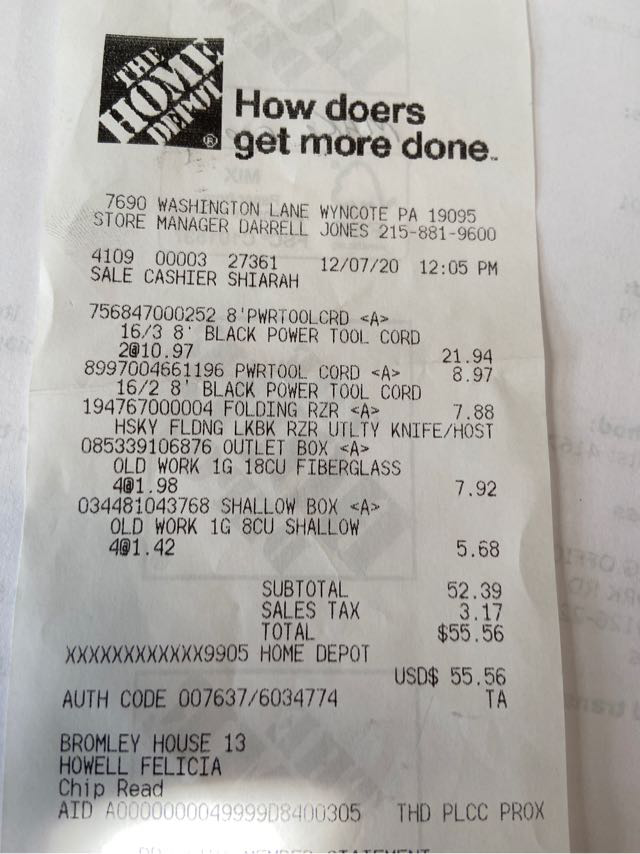 THE
HOME
DEPOT
How doers
get more done.
7690 WASHINGTON LANE WYNCOTE PA 19095
STORE MANAGER DARRELL JONES 215-881-9600
4109 00003 27361 12/07/20 12:05 PM
SALE CASHIER SHIARAH
756847000252 8'PWRTOOLCRD <A>
16/3 8' BLACK POWER TOOL CORD
2@10.97 21.94
8997004661196 PWRTOOL CORD <A> 8.97
16/2 8' BLACK POWER TOOL CORD
194767000004 FOLDING RZR <A> 7.88
HSKY FLDNG LKBK RZR UTLTY KNIFE/HOST
085339106876 OUTLET BOX <A>
OLD WORK 1G 18CU FIBERGLASS
4@1.98 7.92
034481043768 SHALLOW BOX <A>
OLD WORK 1G 8CU SHALLOW
4@1.42 5.68
SUBTOTAL 52.39
SALES TAX 3.17
TOTAL $55.56
XXXXXXXXXXXX9905 HOME DEPOT
USD$ 55.56
AUTH CODE 007637/6034774 TA
BROMLEY HOUSE 13
HOWELL FELICIA
Chip Read
AID A0000000049999D8400305 THD PLCC PROX